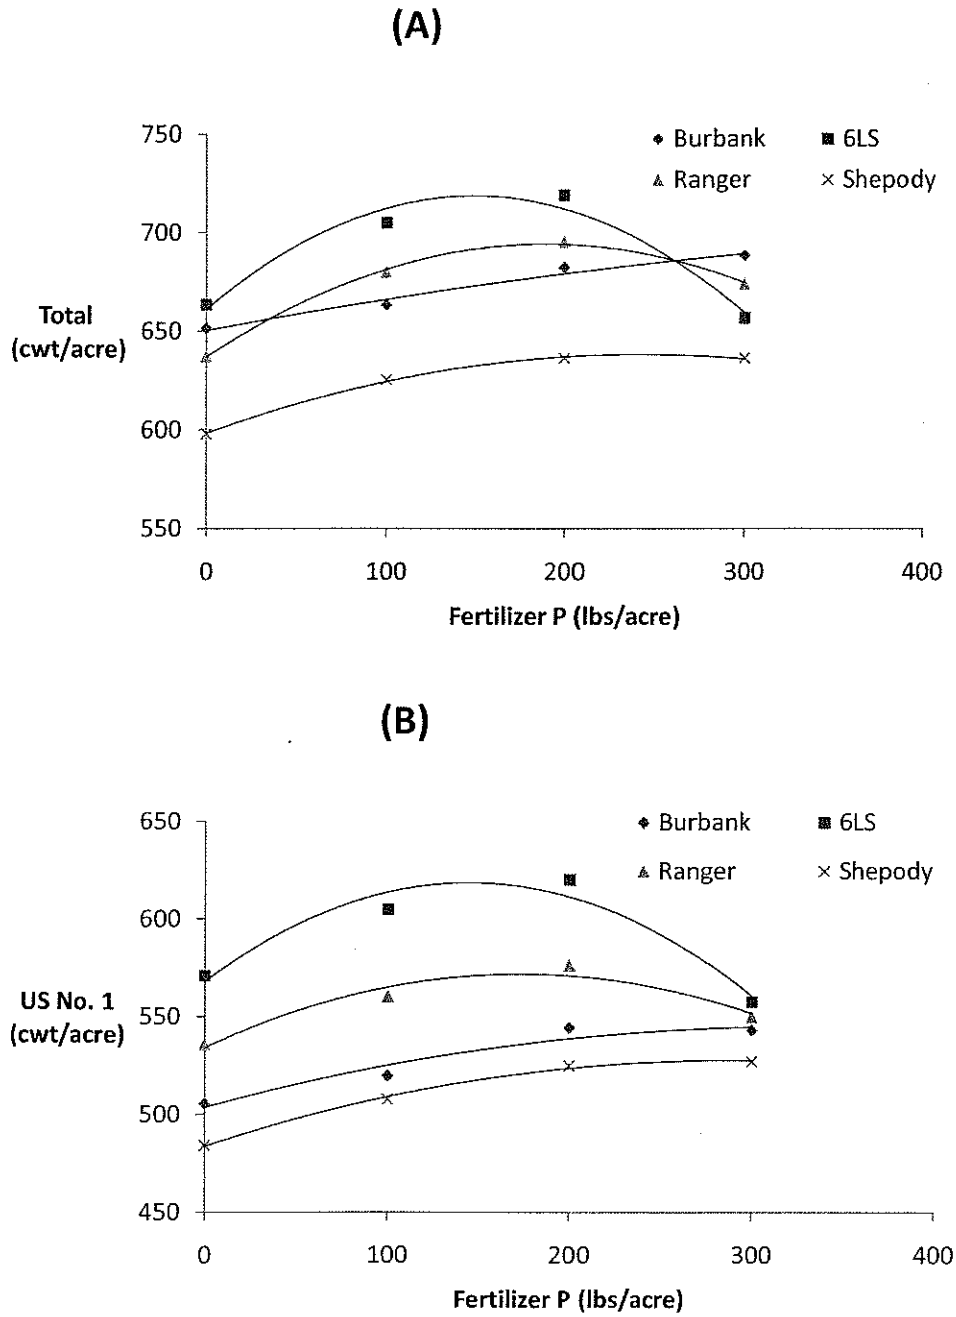 (A)
750
Burbank 6LS
Ranger Shepody
700
Total
(cwt/acre)
650
600
550
0 100 200 300 400
Fertilizer P (lbs/acre)
(B)
650
Burbank 6LS
Ranger Shepody
600
US No. 1
(cwt/acre)
550
500
450
0 100 200 300 400
Fertilizer P (lbs/acre)